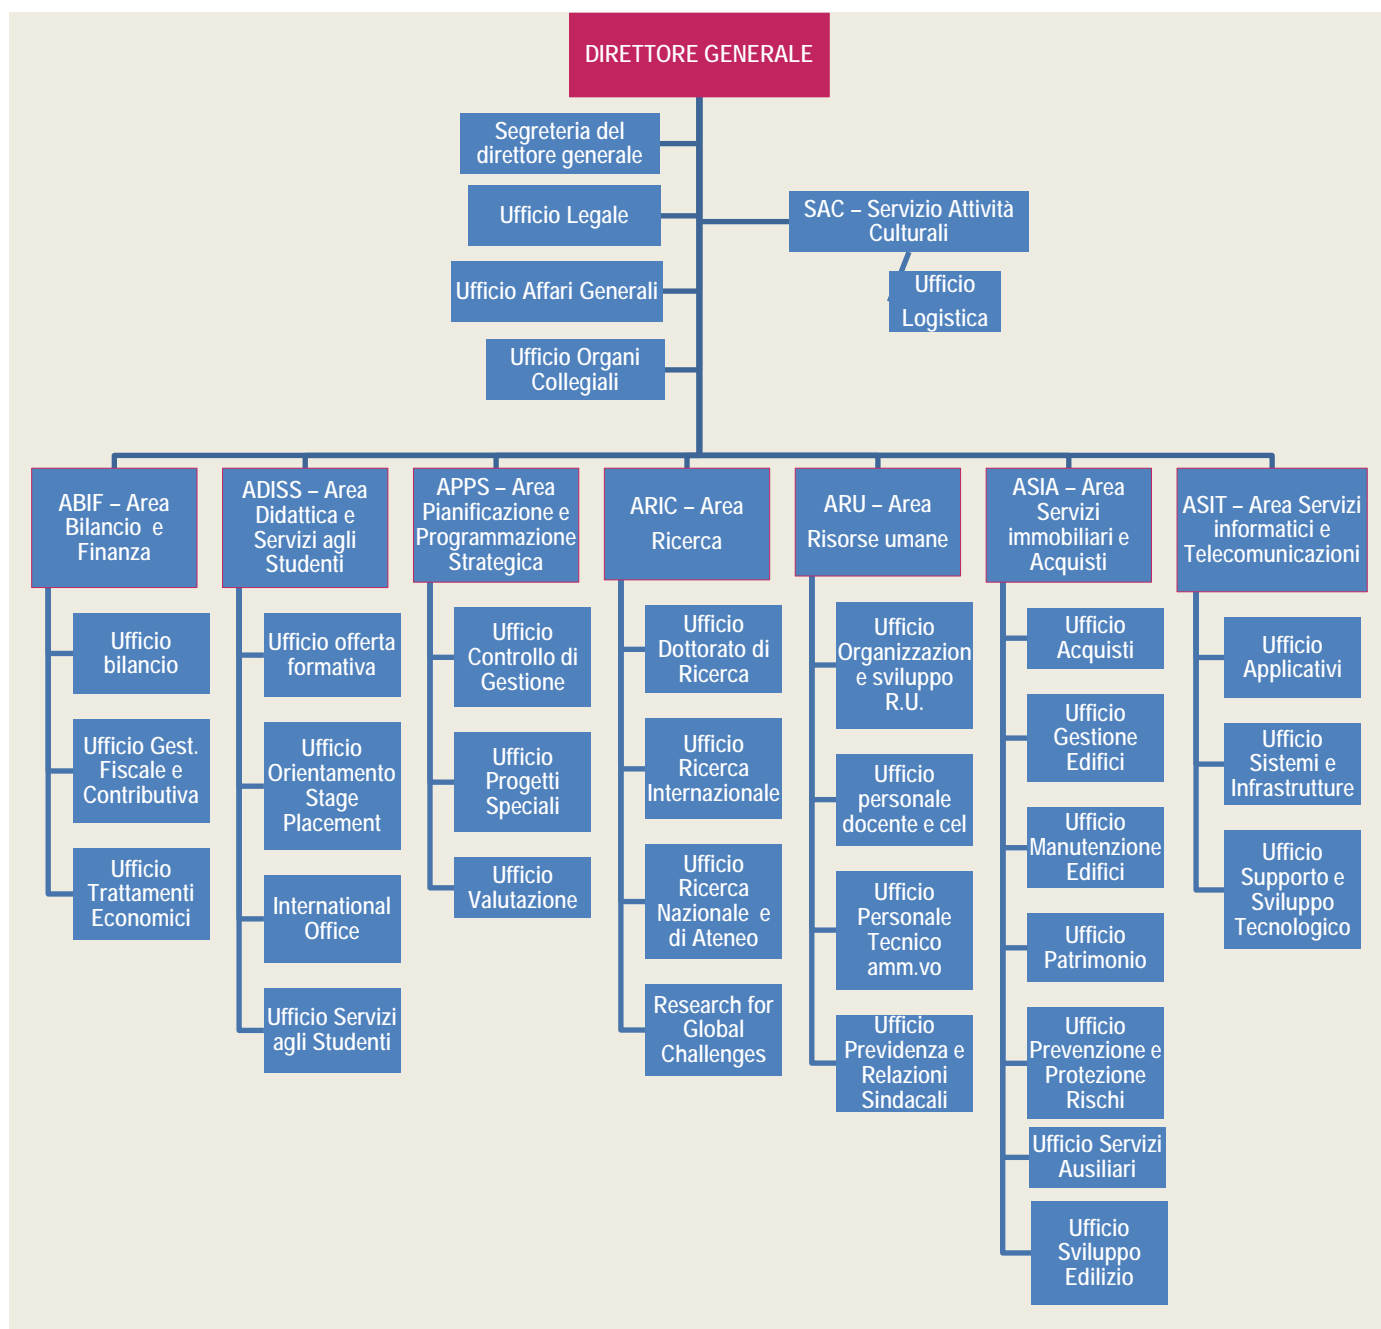 DIRETTORE GENERALE
Segreteria del
direttore generale
Ufficio Legale
SAC – Servizio Attività
Culturali
Ufficio Affari Generali
Ufficio
Logistica
Ufficio Organi
Collegiali
ABIF – Area
Bilancio e
Finanza
Ufficio
bilancio
Ufficio Gest.
Fiscale e
Contributiva
Ufficio
Trattamenti
Economici
ADISS – Area
Didattica e
Servizi agli
Studenti
Ufficio offerta
formativa
Ufficio
Orientamento
Stage
Placement
International
Office
Ufficio Servizi
agli Studenti
APPS – Area
Pianificazione e
Programmazione
Strategica
Ufficio
Controllo di
Gestione
Ufficio
Progetti
Speciali
Ufficio
Valutazione
ARIC – Area
Ricerca
Ufficio
Dottorato di
Ricerca
Ufficio
Ricerca
Internazionale
Ufficio
Ricerca
Nazionale e
di Ateneo
Research for
Global
Challenges
ARU – Area
Risorse umane
Ufficio
Organizzazion
e sviluppo
R.U.
Ufficio
personale
docente e cel
Ufficio
Personale
Tecnico
amm.vo
Ufficio
Previdenza e
Relazioni
Sindacali
ASIA – Area
Servizi
immobiliari e
Acquisti
Ufficio
Acquisti
Ufficio
Gestione
Edifici
Ufficio
Manutenzione
Edifici
Ufficio
Patrimonio
Ufficio
Prevenzione e
Protezione
Rischi
Ufficio Servizi
Ausiliari
Ufficio
Sviluppo
Edilizio
ASIT – Area Servizi
informatici e
Telecomunicazioni
Ufficio
Applicativi
Ufficio
Sistemi e
Infrastrutture
Ufficio
Supporto e
Sviluppo
Tecnologico